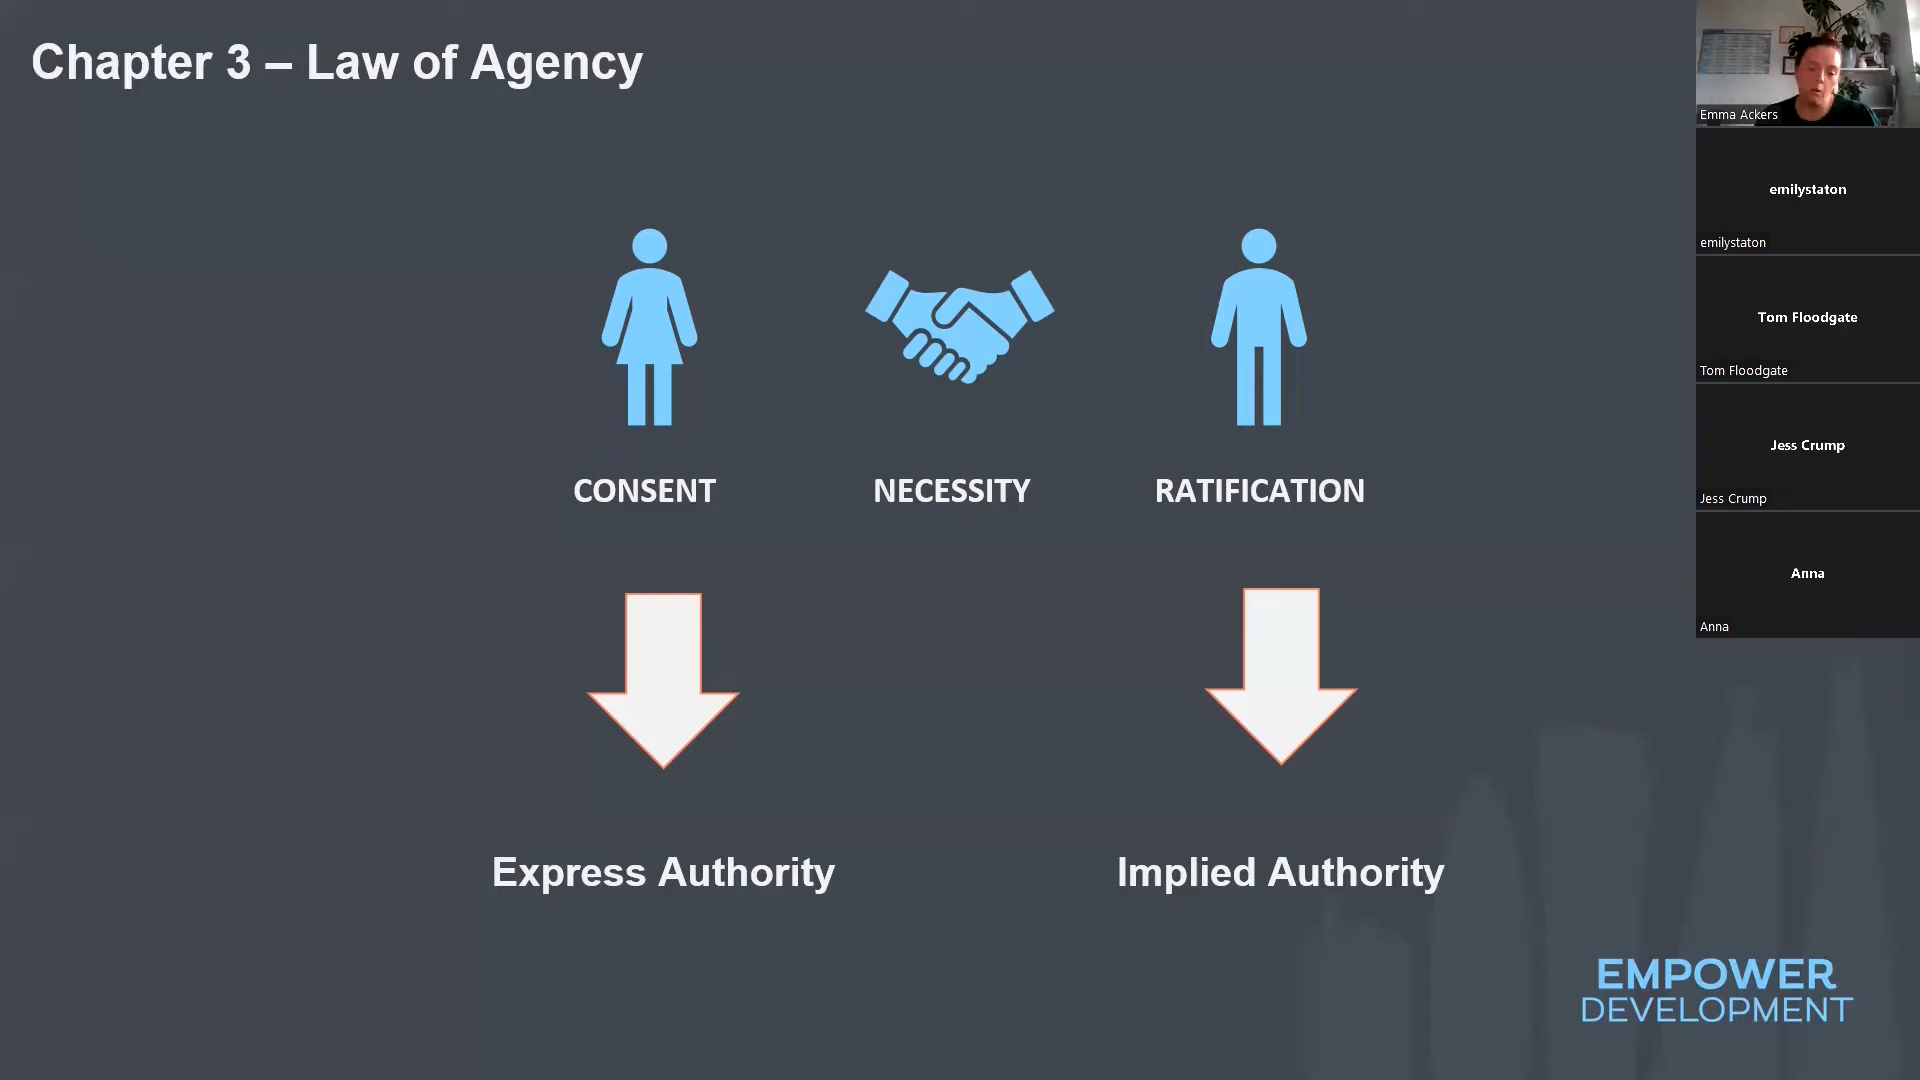 Chapter 3 – Law of Agency
CONSENT
NECESSITY
RATIFICATION
Express Authority
Implied Authority
EMPOWER
DEVELOPMENT
Emma Ackers
emilystaton
emilystaton
Tom Floodgate
Tom Floodgate
Jess Crump
Jess Crump
Anna
Anna